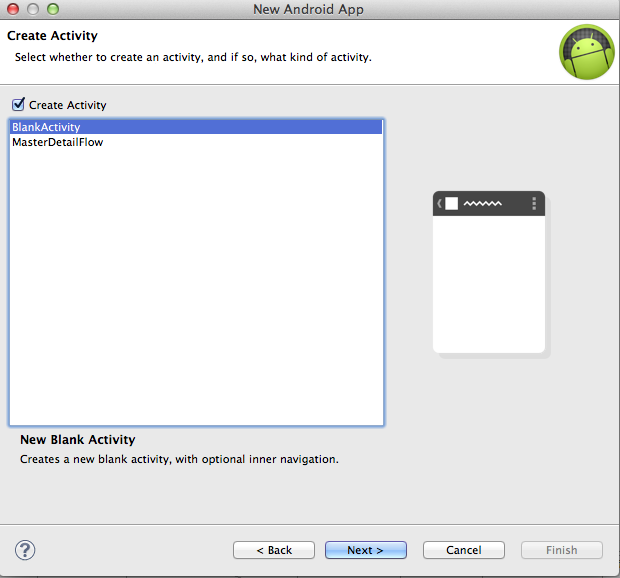 New Android App
Create Activity
Select whether to create an activity, and if so, what kind of activity.
Create Activity
BlankActivity
MasterDetailFlow
New Blank Activity
Creates a new blank activity, with optional inner navigation.
?
< Back
Next >
Cancel
Finish